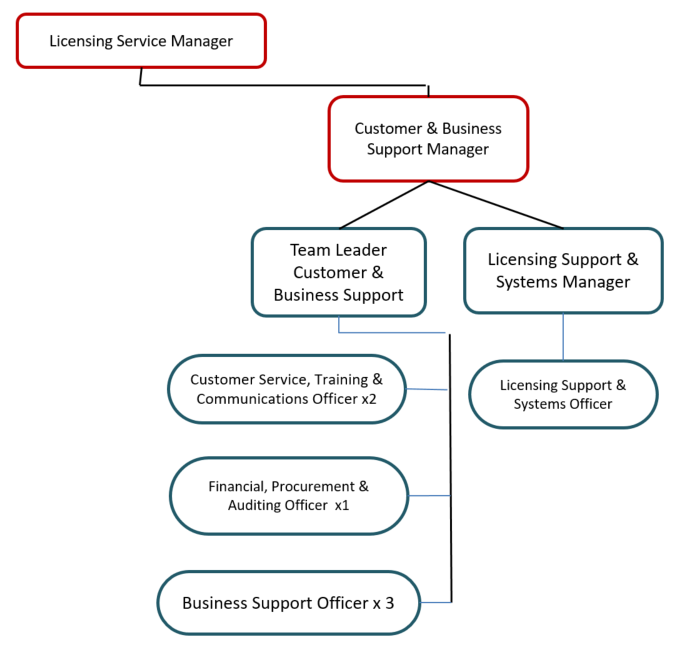 Licensing Service Manager
Customer & Business
Support Manager
Team Leader
Customer &
Business Support
Licensing Support &
Systems Manager
Customer Service, Training &
Communications Officer x2
Licensing Support &
Systems Officer
Financial, Procurement &
Auditing Officer  x1
Business Support Officer x 3